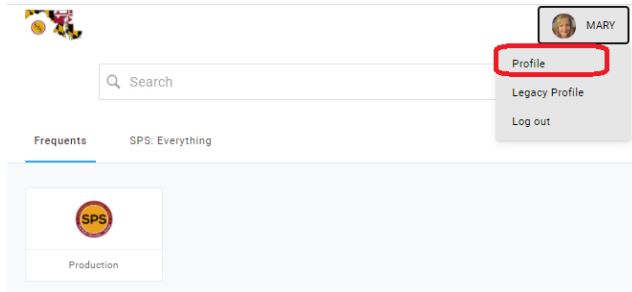 MARY
Profile
Search
Legacy Profile
Log out
Frequents SPS: Everything
SPS
Production